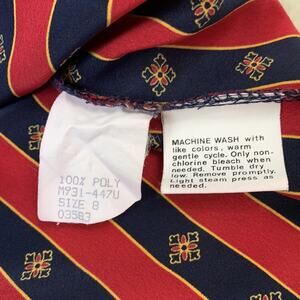 100% POLY
M931-447U
SIZE 8
03583
MACHINE WASH with
like colors, warm
gentle cycle. Only non-
chlorine bleach when
needed. Tumble dry
low. Remove promptly.
Light steam press as
needed.